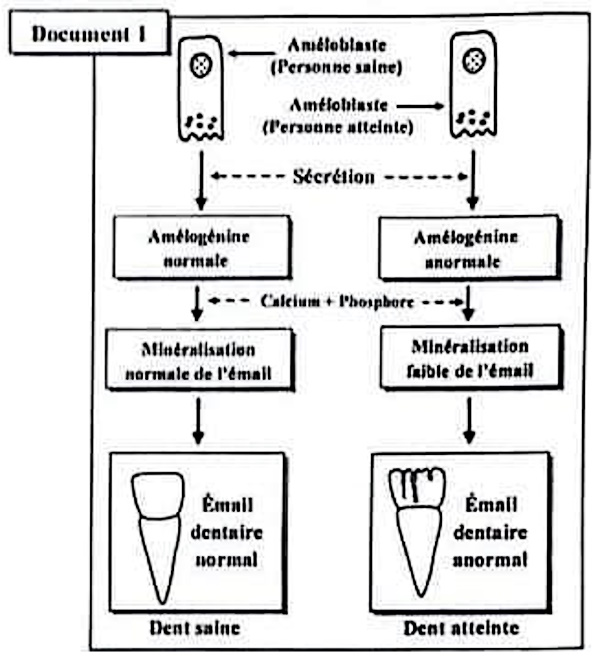 Document 1
Améloblaste
(Personne saine)
Améloblaste
(Personne atteinte)
Sécrétion
Amélogénine
normale
Amélogénine
anormale
Calcium + Phosphore
Minéralisation
normale de l'émail
Minéralisation
faible de l'émail
Émail
dentaire
normal
Émail
dentaire
anormal
Dent saine
Dent atteinte